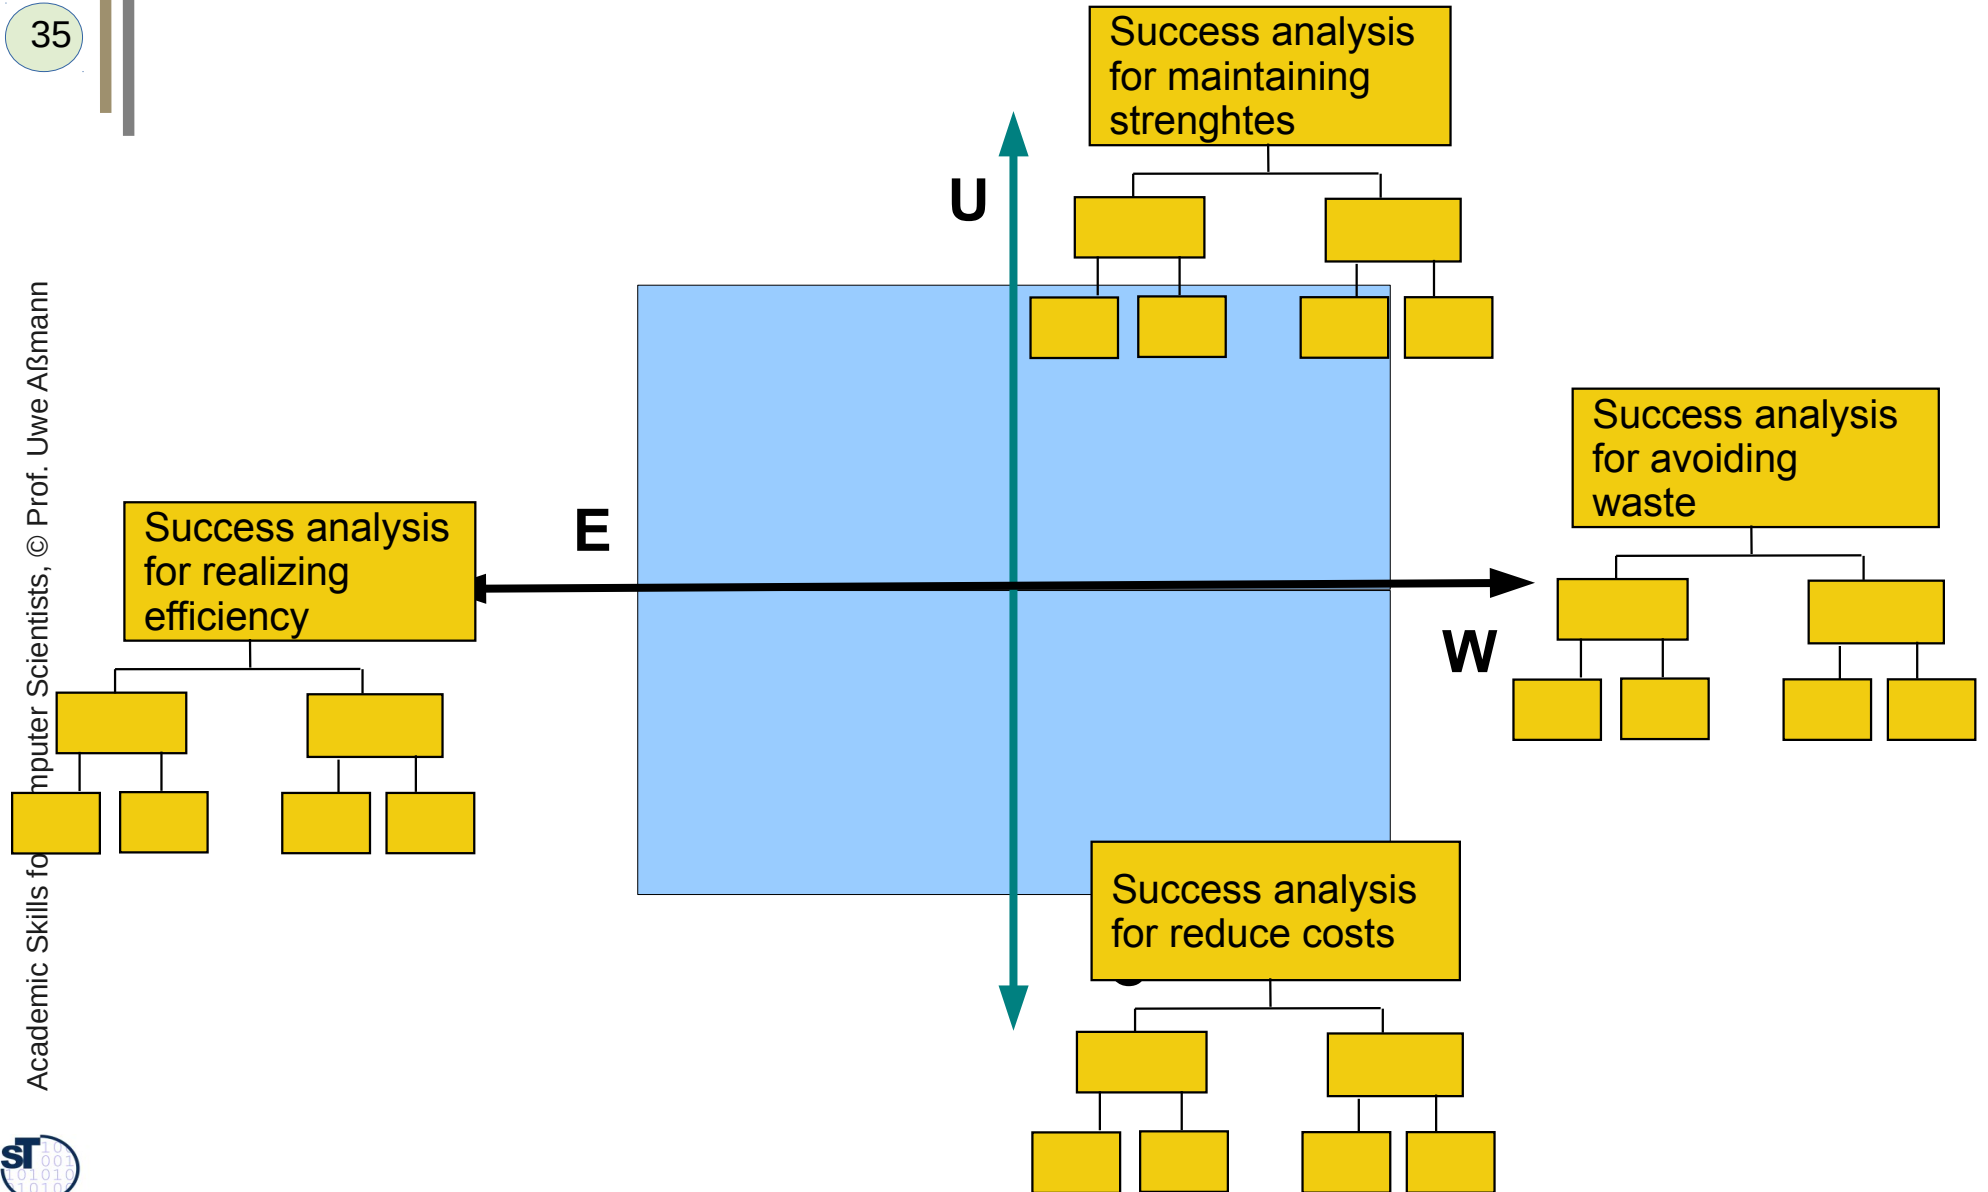 35
Success analysis
for maintaining
strenghtes
U
Success analysis
for avoiding
waste
E
Success analysis
for realizing
efficiency
W
Success analysis
for reduce costs
Academic Skills fo mputer Scientists, © Prof. Uwe Aßmann
sT